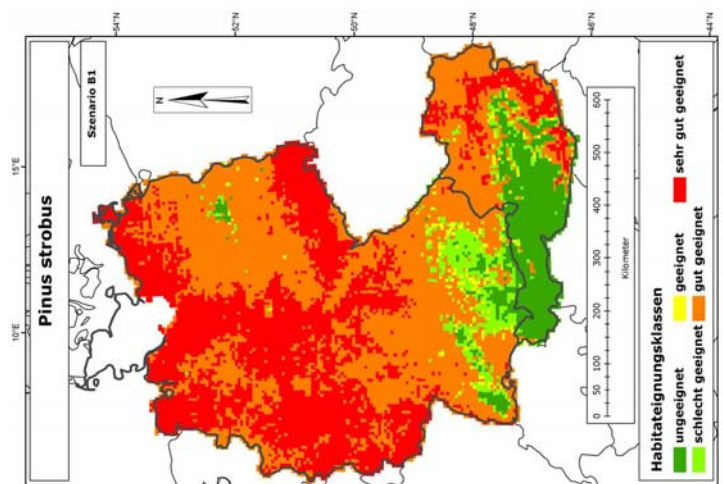 Pinus strobus
Szenario B1
N
10°E
15°E
54°N
52°N
50°N
48°N
46°N
44°N
0 50 100 150 200 300 400 500 600
Kilometer
Habitateignungsklassen
ungeeignet
schlecht geeignet
geeignet
gut geeignet
sehr gut geeignet